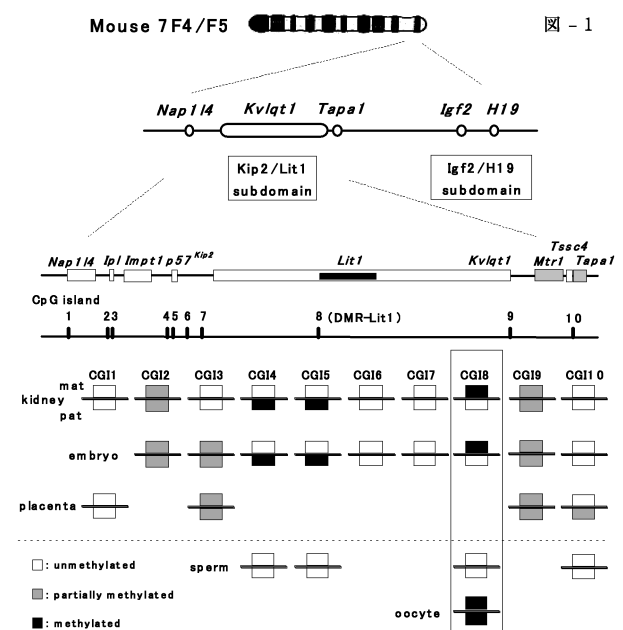 Mouse 7F4/F5
図 - 1
Nap1l4 Kvlqt1 Tapa1 Igf2 H19
Kip2/Lit1
subdomain
Igf2/H19
subdomain
Tssc4
Nap1l4 Ipl Impt1 p57 Kip2 Lit1 Kvlqt1 Mtr1 Tapa1
CpG island
1 2 3 4 5 6 7 8 (DMR-Lit1) 9 10
CGI1 CGI2 CGI3 CGI4 CGI5 CGI6 CGI7 CGI8 CGI9 CGI10
mat
kidney
pat
embryo
placenta
□: unmethylated
sperm
: partially methylated
■: methylated
oocyte